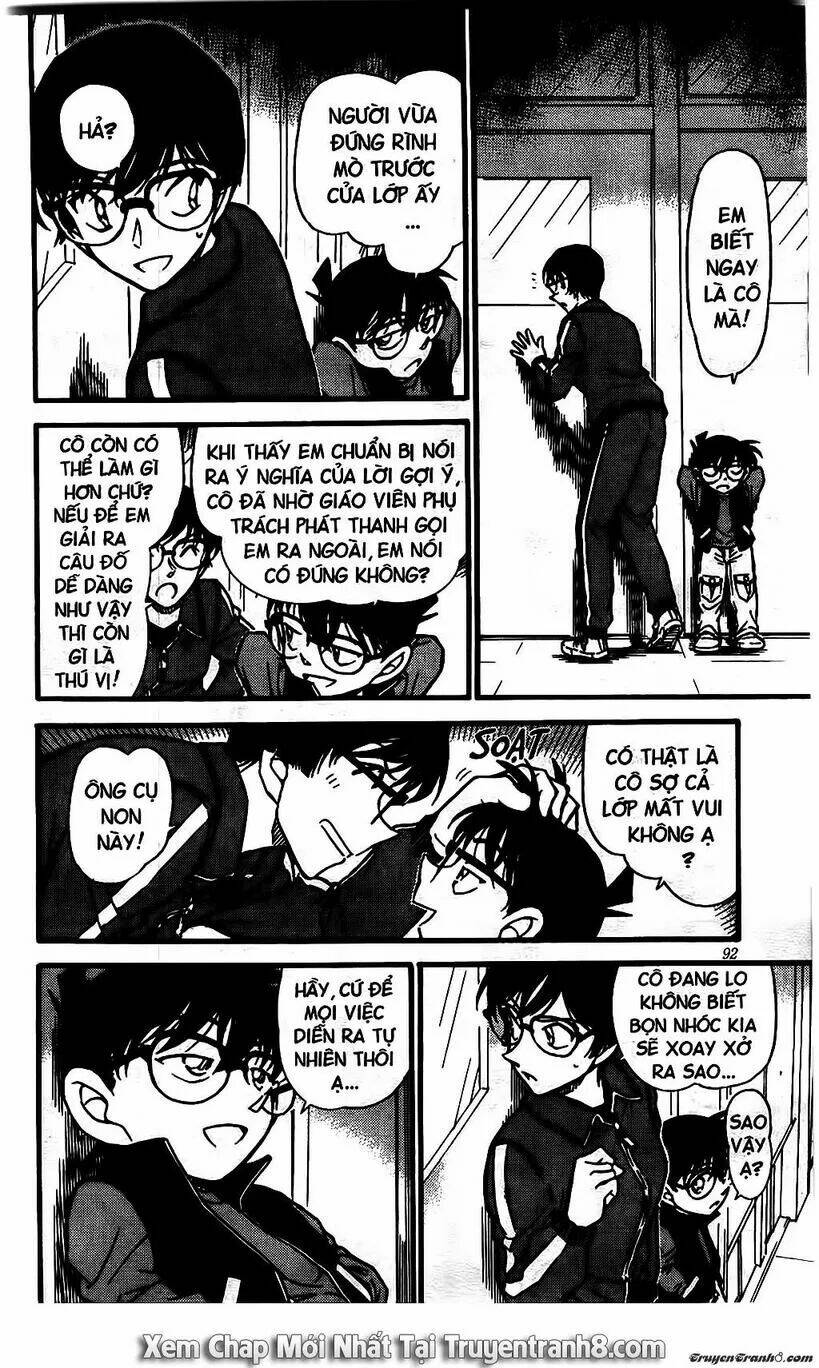 EM
BIẾT
NGAY
LÀ CÔ
MÀ!
NGƯỜI VỪA
ĐỨNG RÌNH
MÒ TRƯỚC
CỬA LỚP ẤY
...
HẢ?
KHI THẤY EM CHUẨN BỊ NÓI
RA Ý NGHĨA CỦA LỜI GỢI Ý,
CÔ ĐÃ NHỜ GIÁO VIÊN PHỤ
TRÁCH PHÁT THANH GỌI
EM RA NGOÀI, EM NÓI
CÓ ĐÚNG KHÔNG?
CÔ CÒN CÓ
THỂ LÀM GÌ
HƠN CHỨ?
NẾU ĐỂ EM
GIẢI RA
CÂU ĐỐ
DỄ DÀNG
NHƯ VẬY
THÌ CÒN
GÌ LÀ
THÚ VỊ!
CÓ THẬT LÀ
CÔ SỢ CẢ
LỚP MẤT VUI
KHÔNG Ạ
?
SOẠT
ÔNG CỤ
NON
NÀY!
92
CÔ ĐANG LO
KHÔNG BIẾT
BỌN NHÓC KIA
SẼ XOAY XỞ
RA SAO...
SAO
VẬY
Ạ?
HẦY, CỨ ĐỂ
MỌI VIỆC
DIỄN RA TỰ
NHIÊN THÔI
Ạ...
Xem Chap Mới Nhất Tại Truyentranh8.com
TruyenTranh8.com